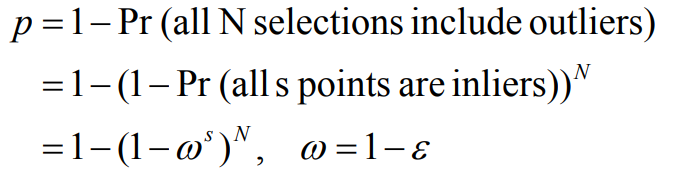 p = 1 − Pr (all N selections include outliers)
= 1 − (1 − Pr (all s points are inliers))^N
= 1 − (1 − ω^s)^N, ω = 1 − ε